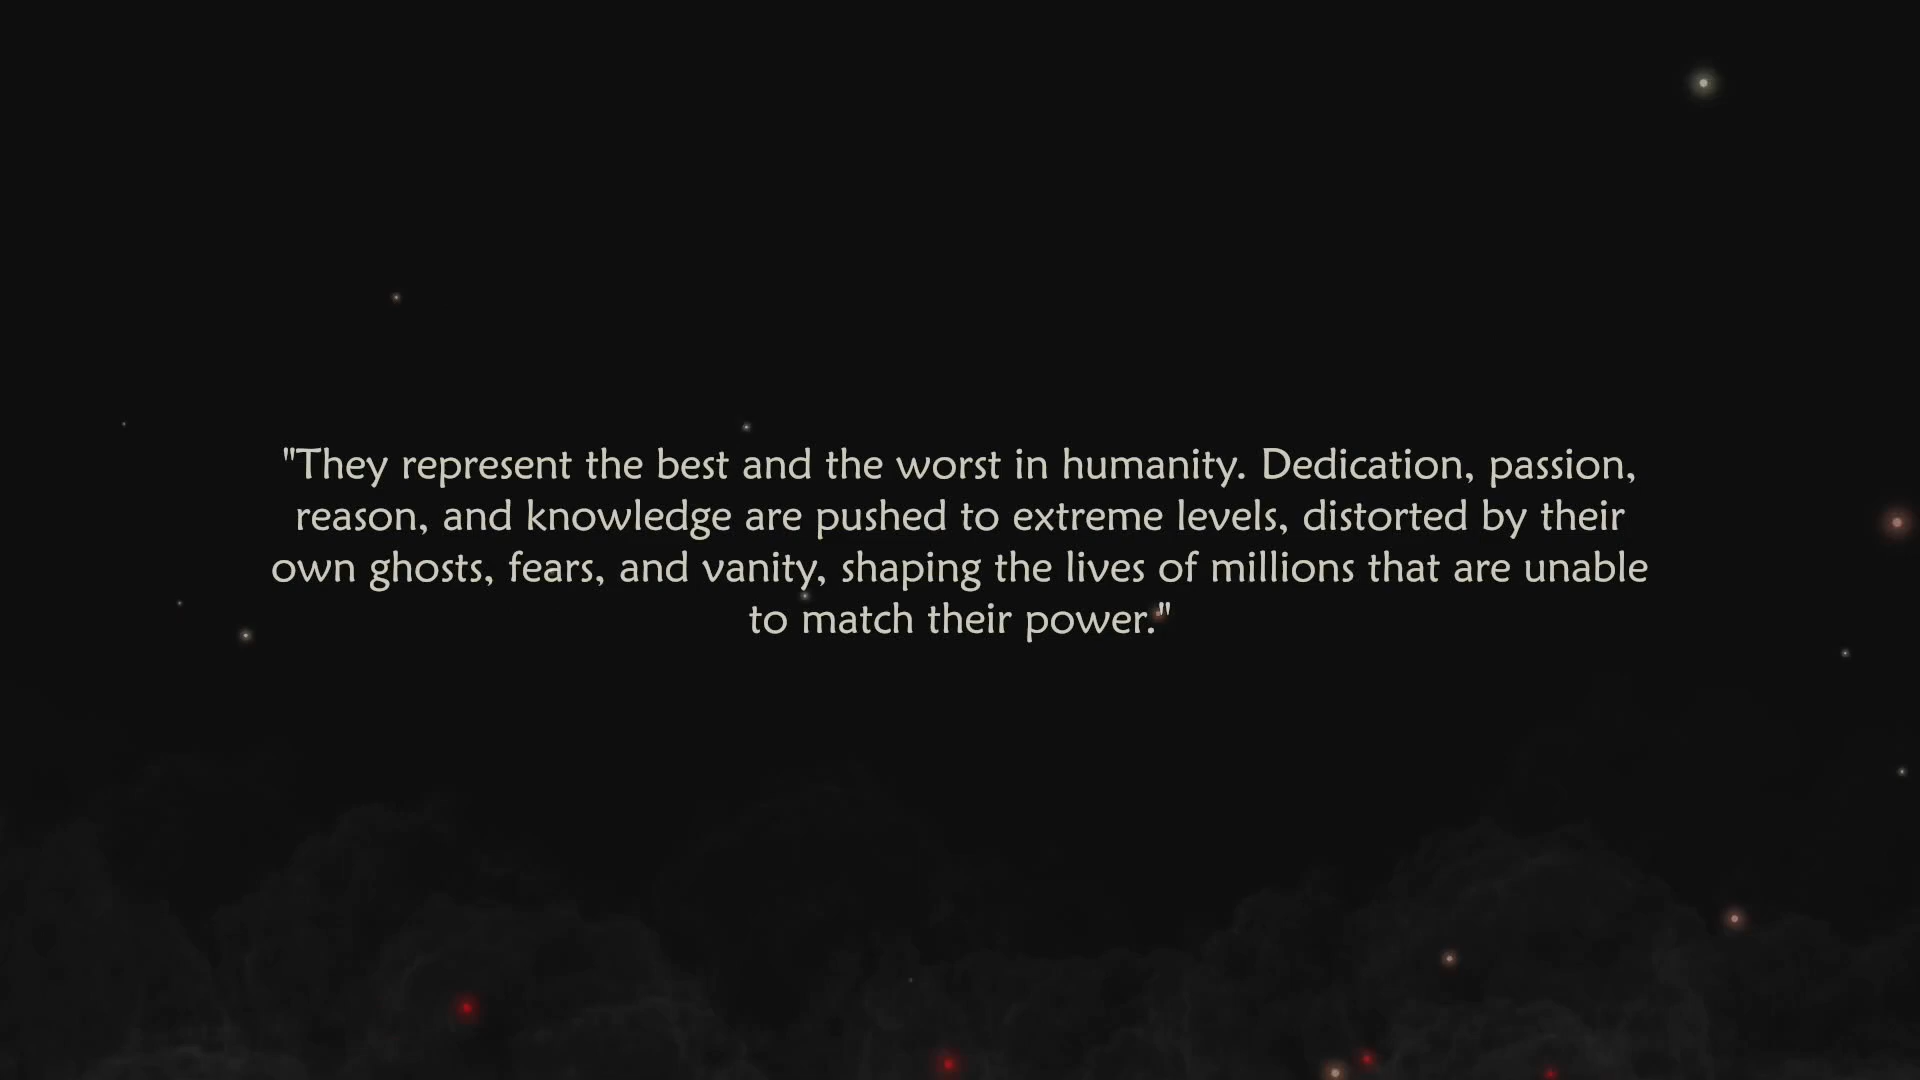 "They represent the best and the worst in humanity. Dedication, passion,
reason, and knowledge are pushed to extreme levels, distorted by their
own ghosts, fears, and vanity, shaping the lives of millions that are unable
to match their power."